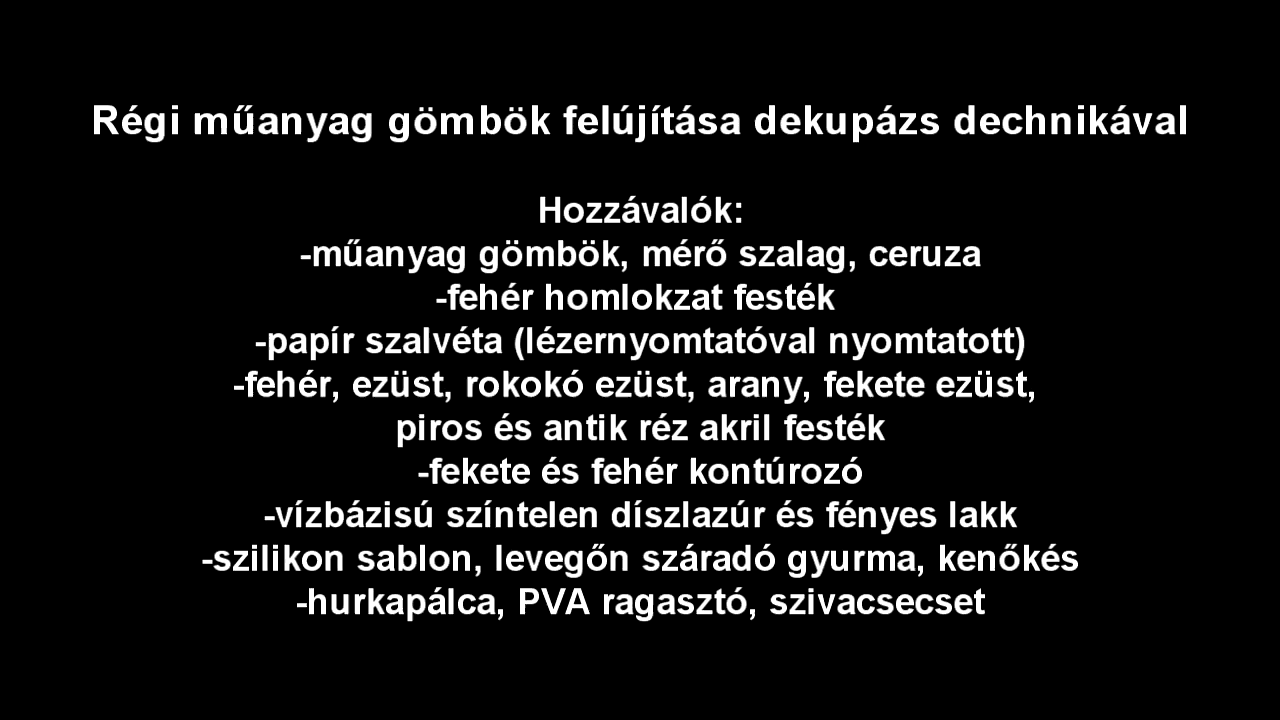 Régi műanyag gömbök felújítása dekupázs dechnikával
Hozzávalók:
-műanyag gömbök, mérő szalag, ceruza
-fehér homlokzat festék
-papír szalvéta (lézernyomtatóval nyomtatott)
-fehér, ezüst, rokokó ezüst, arany, fekete ezüst,
piros és antik réz akril festék
-fekete és fehér kontúrozó
-vízbázisú színtelen díszlazúr és fényes lakk
-szilikon sablon, levegőn száradó gyurma, kenőkés
-hurkapálca, PVA ragasztó, szivacsecset